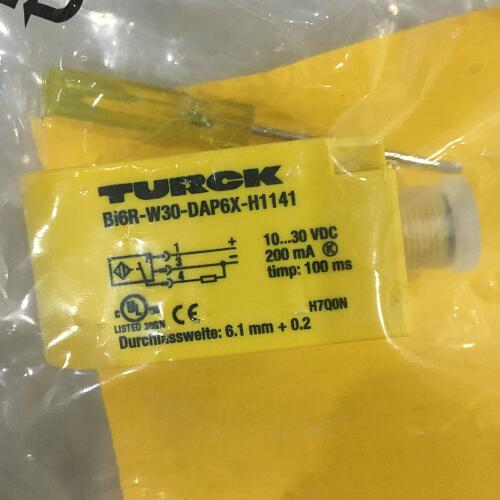 TURCK
Bi6R-W30-DAP6X-H1141
1 +
3 −
4
10...30 VDC
200 mA K
timp: 100 ms
C UL
LISTED
CE
H7Q0N
Durchlassweite: 6.1 mm + 0.2